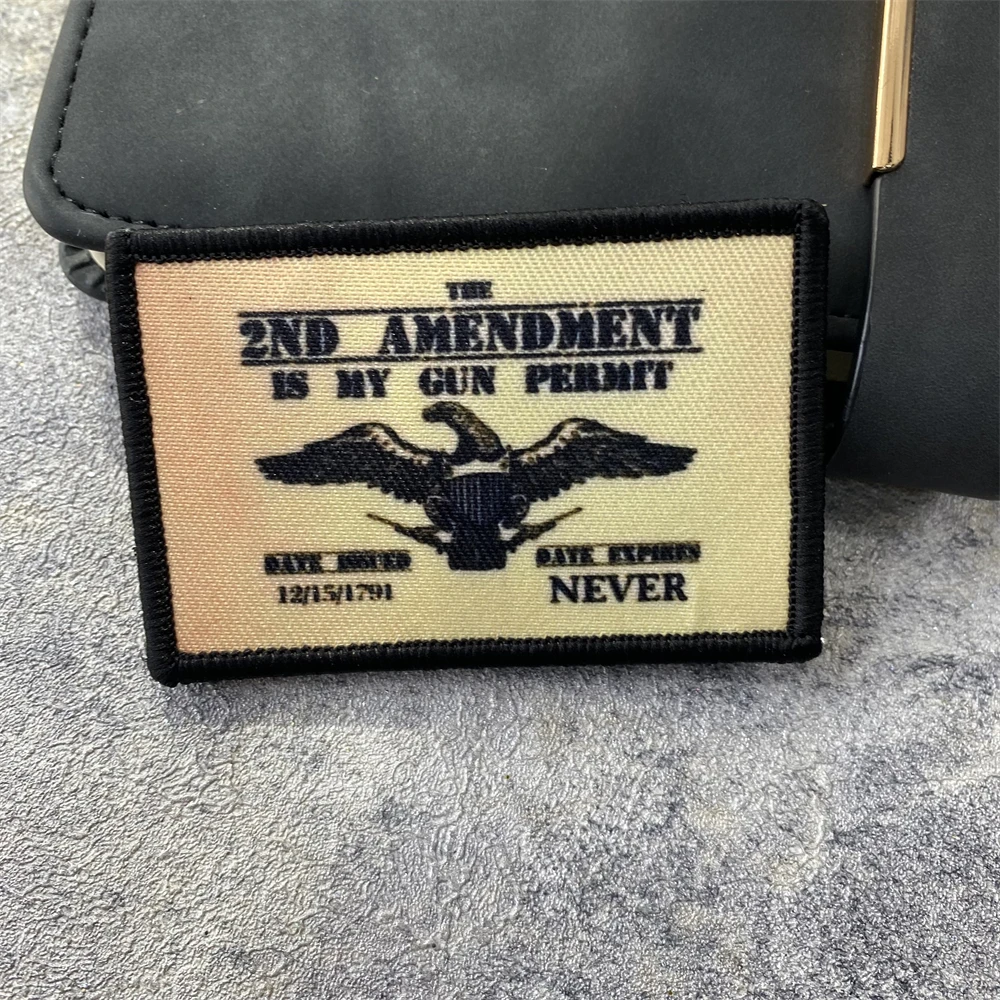 THE
2ND AMENDMENT
IS MY GUN PERMIT
DATE ISSUED DATE EXPIRES
12/15/1791 NEVER